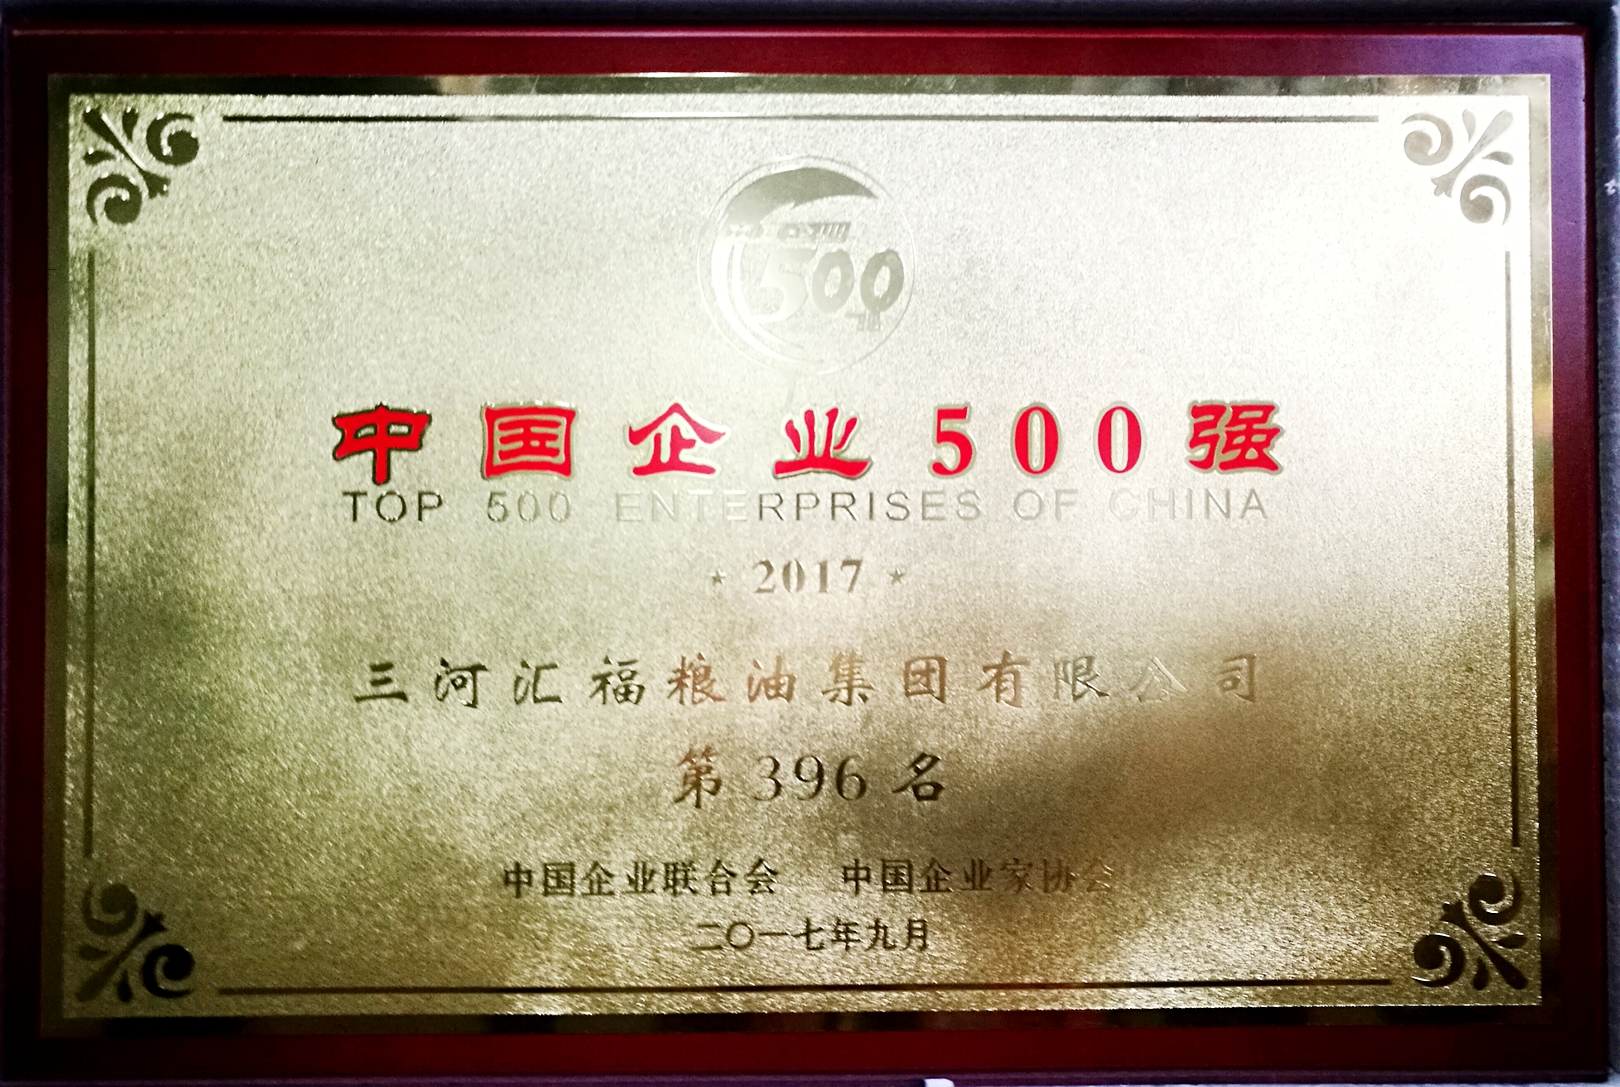 500
中国企业500强
TOP 500 ENTERPRISES OF CHINA
★ 2017 ★
三河汇福粮油集团有限公司
第396名
中国企业联合会 中国企业家协会
二〇一七年九月